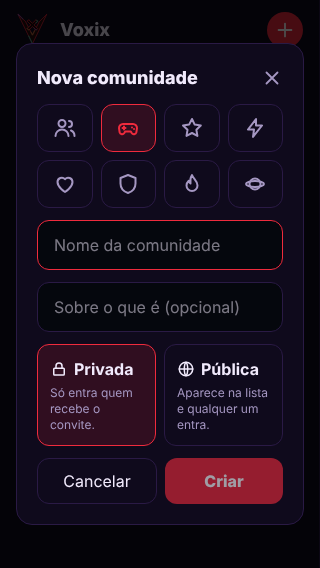 Voxix
Nova comunidade
Nome da comunidade
Sobre o que é (opcional)
Privada
Só entra quem
recebe o
convite.
Pública
Aparece na lista
e qualquer um
entra.
Cancelar
Criar